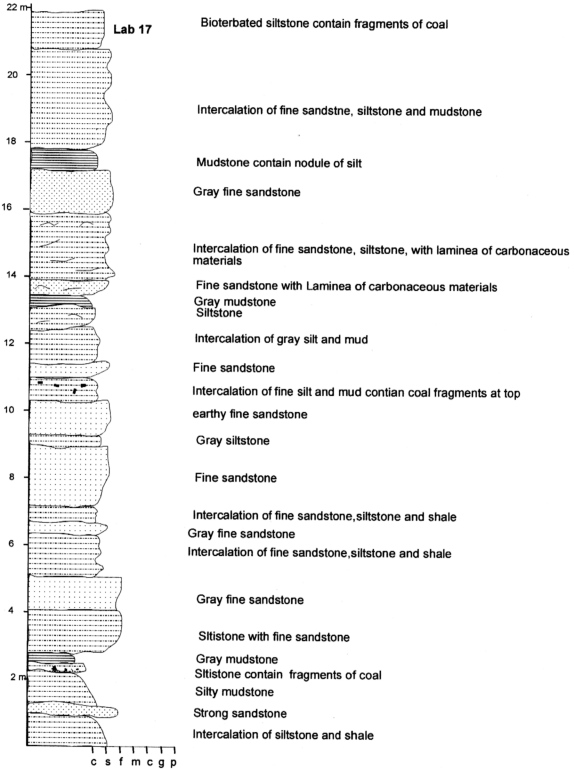 22 m
Lab 17
Bioterbated siltstone contain fragments of coal
20
Intercalation of fine sandstne, siltstone and mudstone
18
Mudstone contain nodule of silt
Gray fine sandstone
16
Intercalation of fine sandstone, siltstone, with laminea of carbonaceous
materials
14
Fine sandstone with Laminea of carbonaceous materials
Gray mudstone
Siltstone
12
Intercalation of gray silt and mud
Fine sandstone
Intercalation of fine silt and mud contian coal fragments at top
10
earthy fine sandstone
Gray siltstone
8
Fine sandstone
Intercalation of fine sandstone,siltstone and shale
Gray fine sandstone
6
Intercalation of fine sandstone,siltstone and shale
Gray fine sandstone
4
Sltistone with fine sandstone
Gray mudstone
Sltistone contain fragments of coal
2 m
Silty mudstone
Strong sandstone
Intercalation of siltstone and shale
c s f m c g p